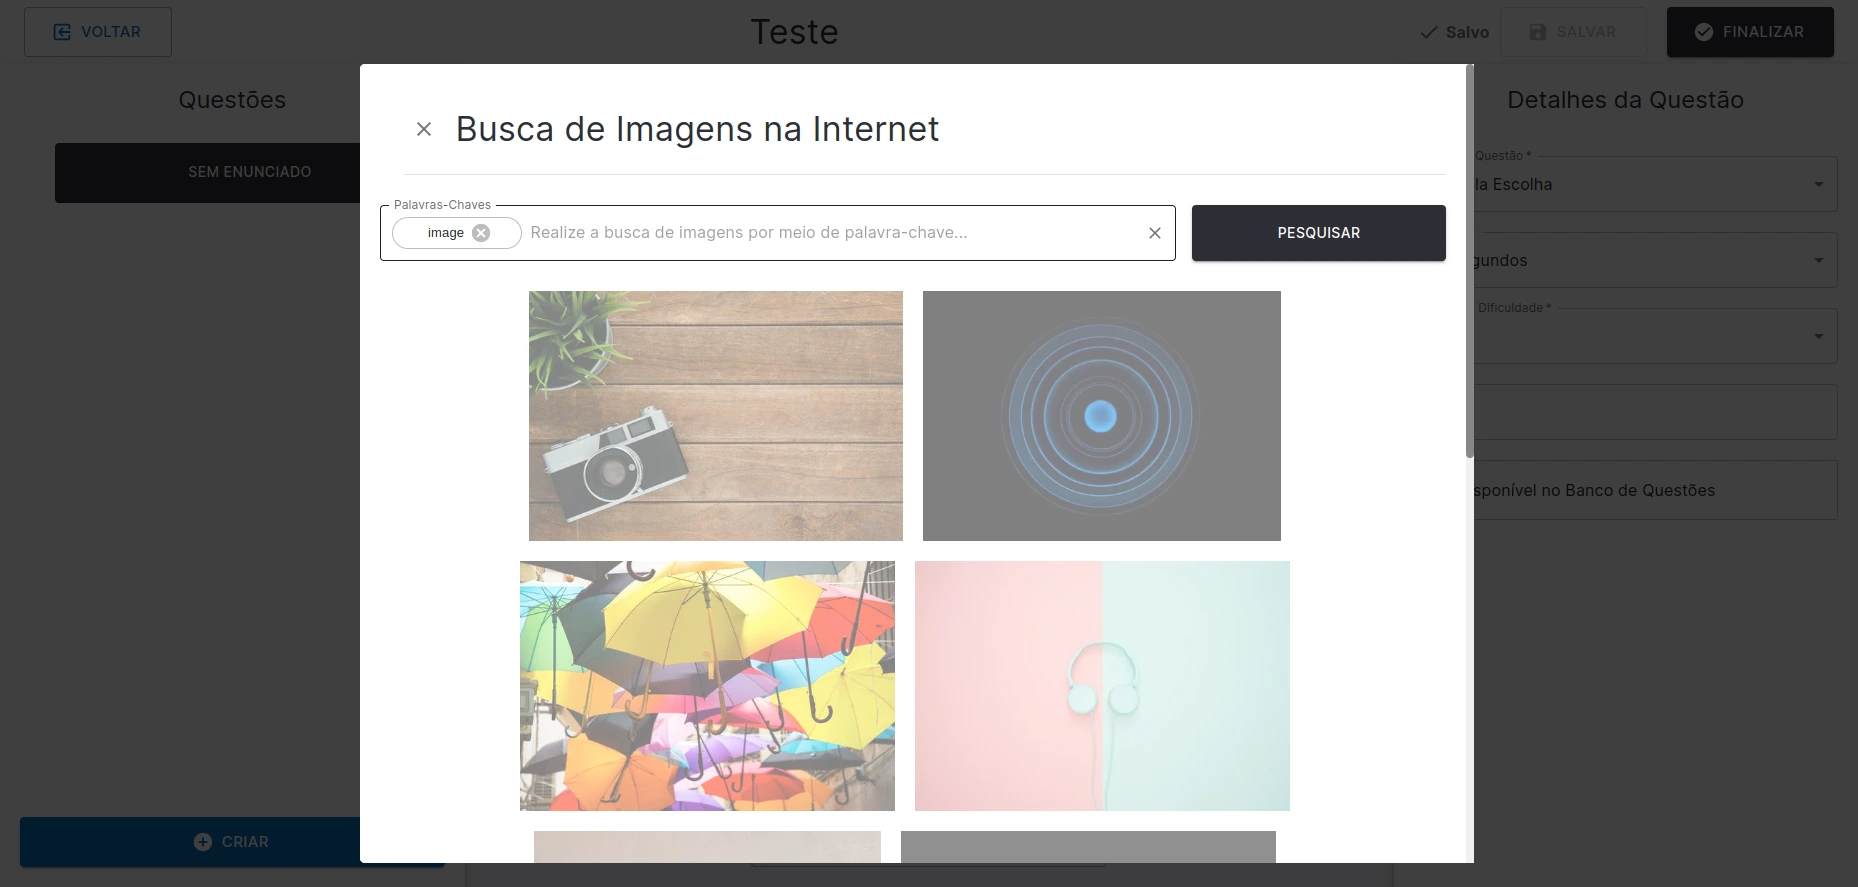 VOLTAR
Teste
Salvo
SALVAR
FINALIZAR
Questões
SEM ENUNCIADO
CRIAR
Busca de Imagens na Internet
Palavras-Chaves
image
Realize a busca de imagens por meio de palavra-chave...
PESQUISAR
Detalhes da Questão
Questão *
la Escolha
gundos
Dificuldade *
sponível no Banco de Questões